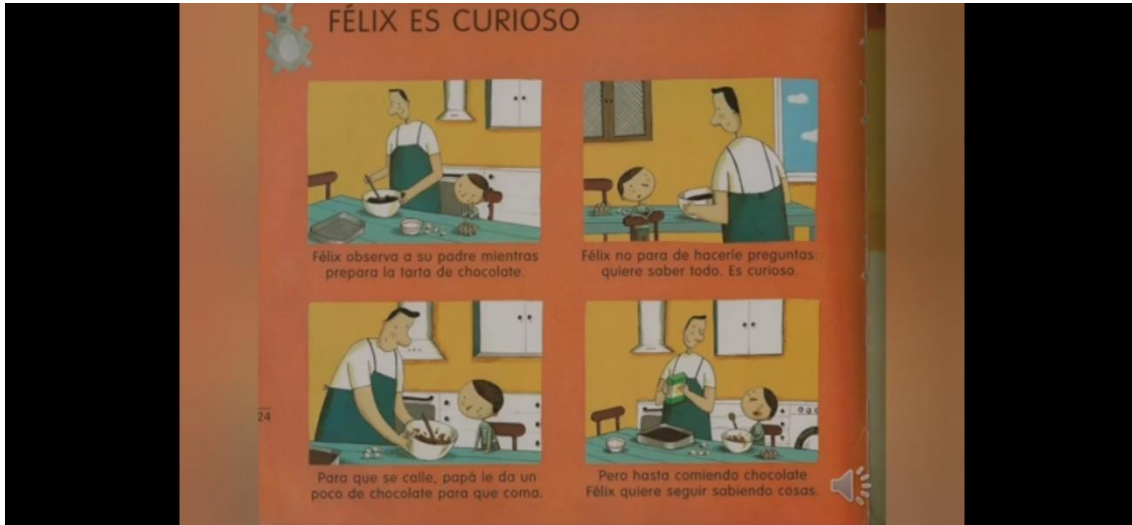 FÉLIX ES CURIOSO
Félix observa a su padre mientras
prepara la tarta de chocolate.
Félix no para de hacerle preguntas:
quiere saber todo. Es curioso.
24
Para que se calle, papá le da un
poco de chocolate para que coma.
Pero hasta comiendo chocolate
Félix quiere seguir sabiendo cosas.